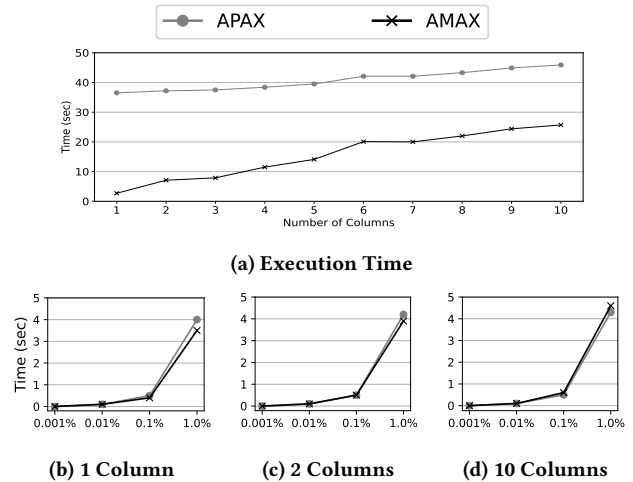 APAX AMAX
50
40
30
20
10
0
Time (sec)
1 2 3 4 5 6 7 8 9 10
Number of Columns
(a) Execution Time
5
4
3
2
1
0
Time (sec)
0.001% 0.01% 0.1% 1.0%
(b) 1 Column
5
4
3
2
1
0
0.001% 0.01% 0.1% 1.0%
(c) 2 Columns
5
4
3
2
1
0
0.001% 0.01% 0.1% 1.0%
(d) 10 Columns